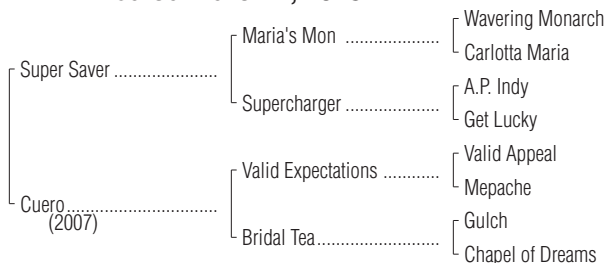 Wavering Monarch
Maria's Mon ....................
Carlotta Maria
Super Saver ......................
A.P. Indy
Supercharger ....................
Get Lucky
Valid Appeal
Valid Expectations ............
Mepache
Cuero................................
(2007)
Gulch
Bridal Tea..........................
Chapel of Dreams